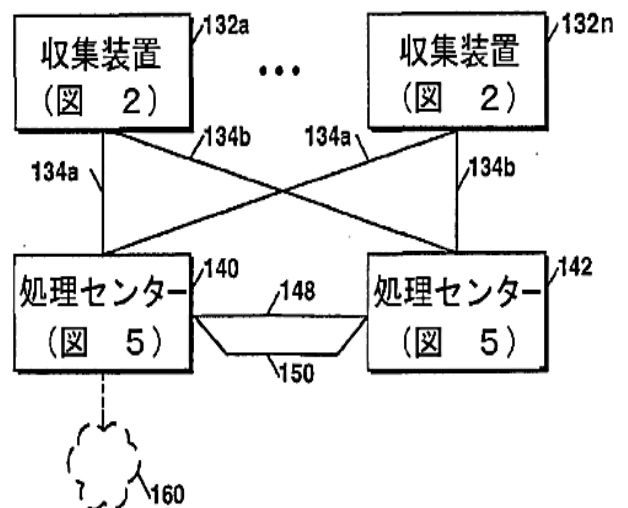 132a
132n
収集装置
(図 2)
収集装置
(図 2)
134b
134a
134a
134b
140
142
処理センター
(図 5)
処理センター
(図 5)
148
150
160